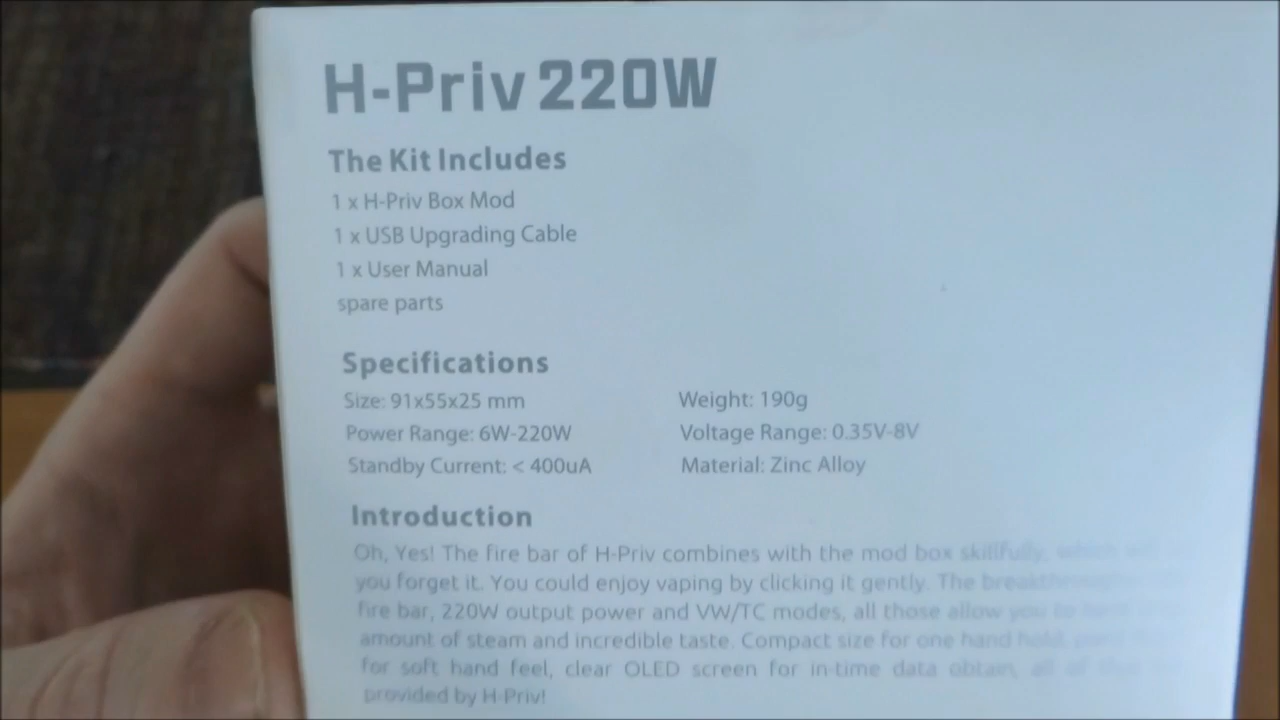 H-Priv 220W
The Kit Includes
1 x H-Priv Box Mod
1 x USB Upgrading Cable
1 x User Manual
spare parts
Specifications
Size: 91x55x25 mm
Weight: 190g
Power Range: 6W-220W
Voltage Range: 0.35V-8V
Standby Current: < 400uA
Material: Zinc Alloy
Introduction
Oh, Yes! The fire bar of H-Priv combines with the mod box skillfully, which
you forget it. You could enjoy vaping by clicking it gently. The
fire bar, 220W output power and VW/TC modes, all those allow you to
amount of steam and incredible taste. Compact size for one hand hold,
for soft hand feel, clear OLED screen for in-time data obtain, all of
provided by H-Priv!